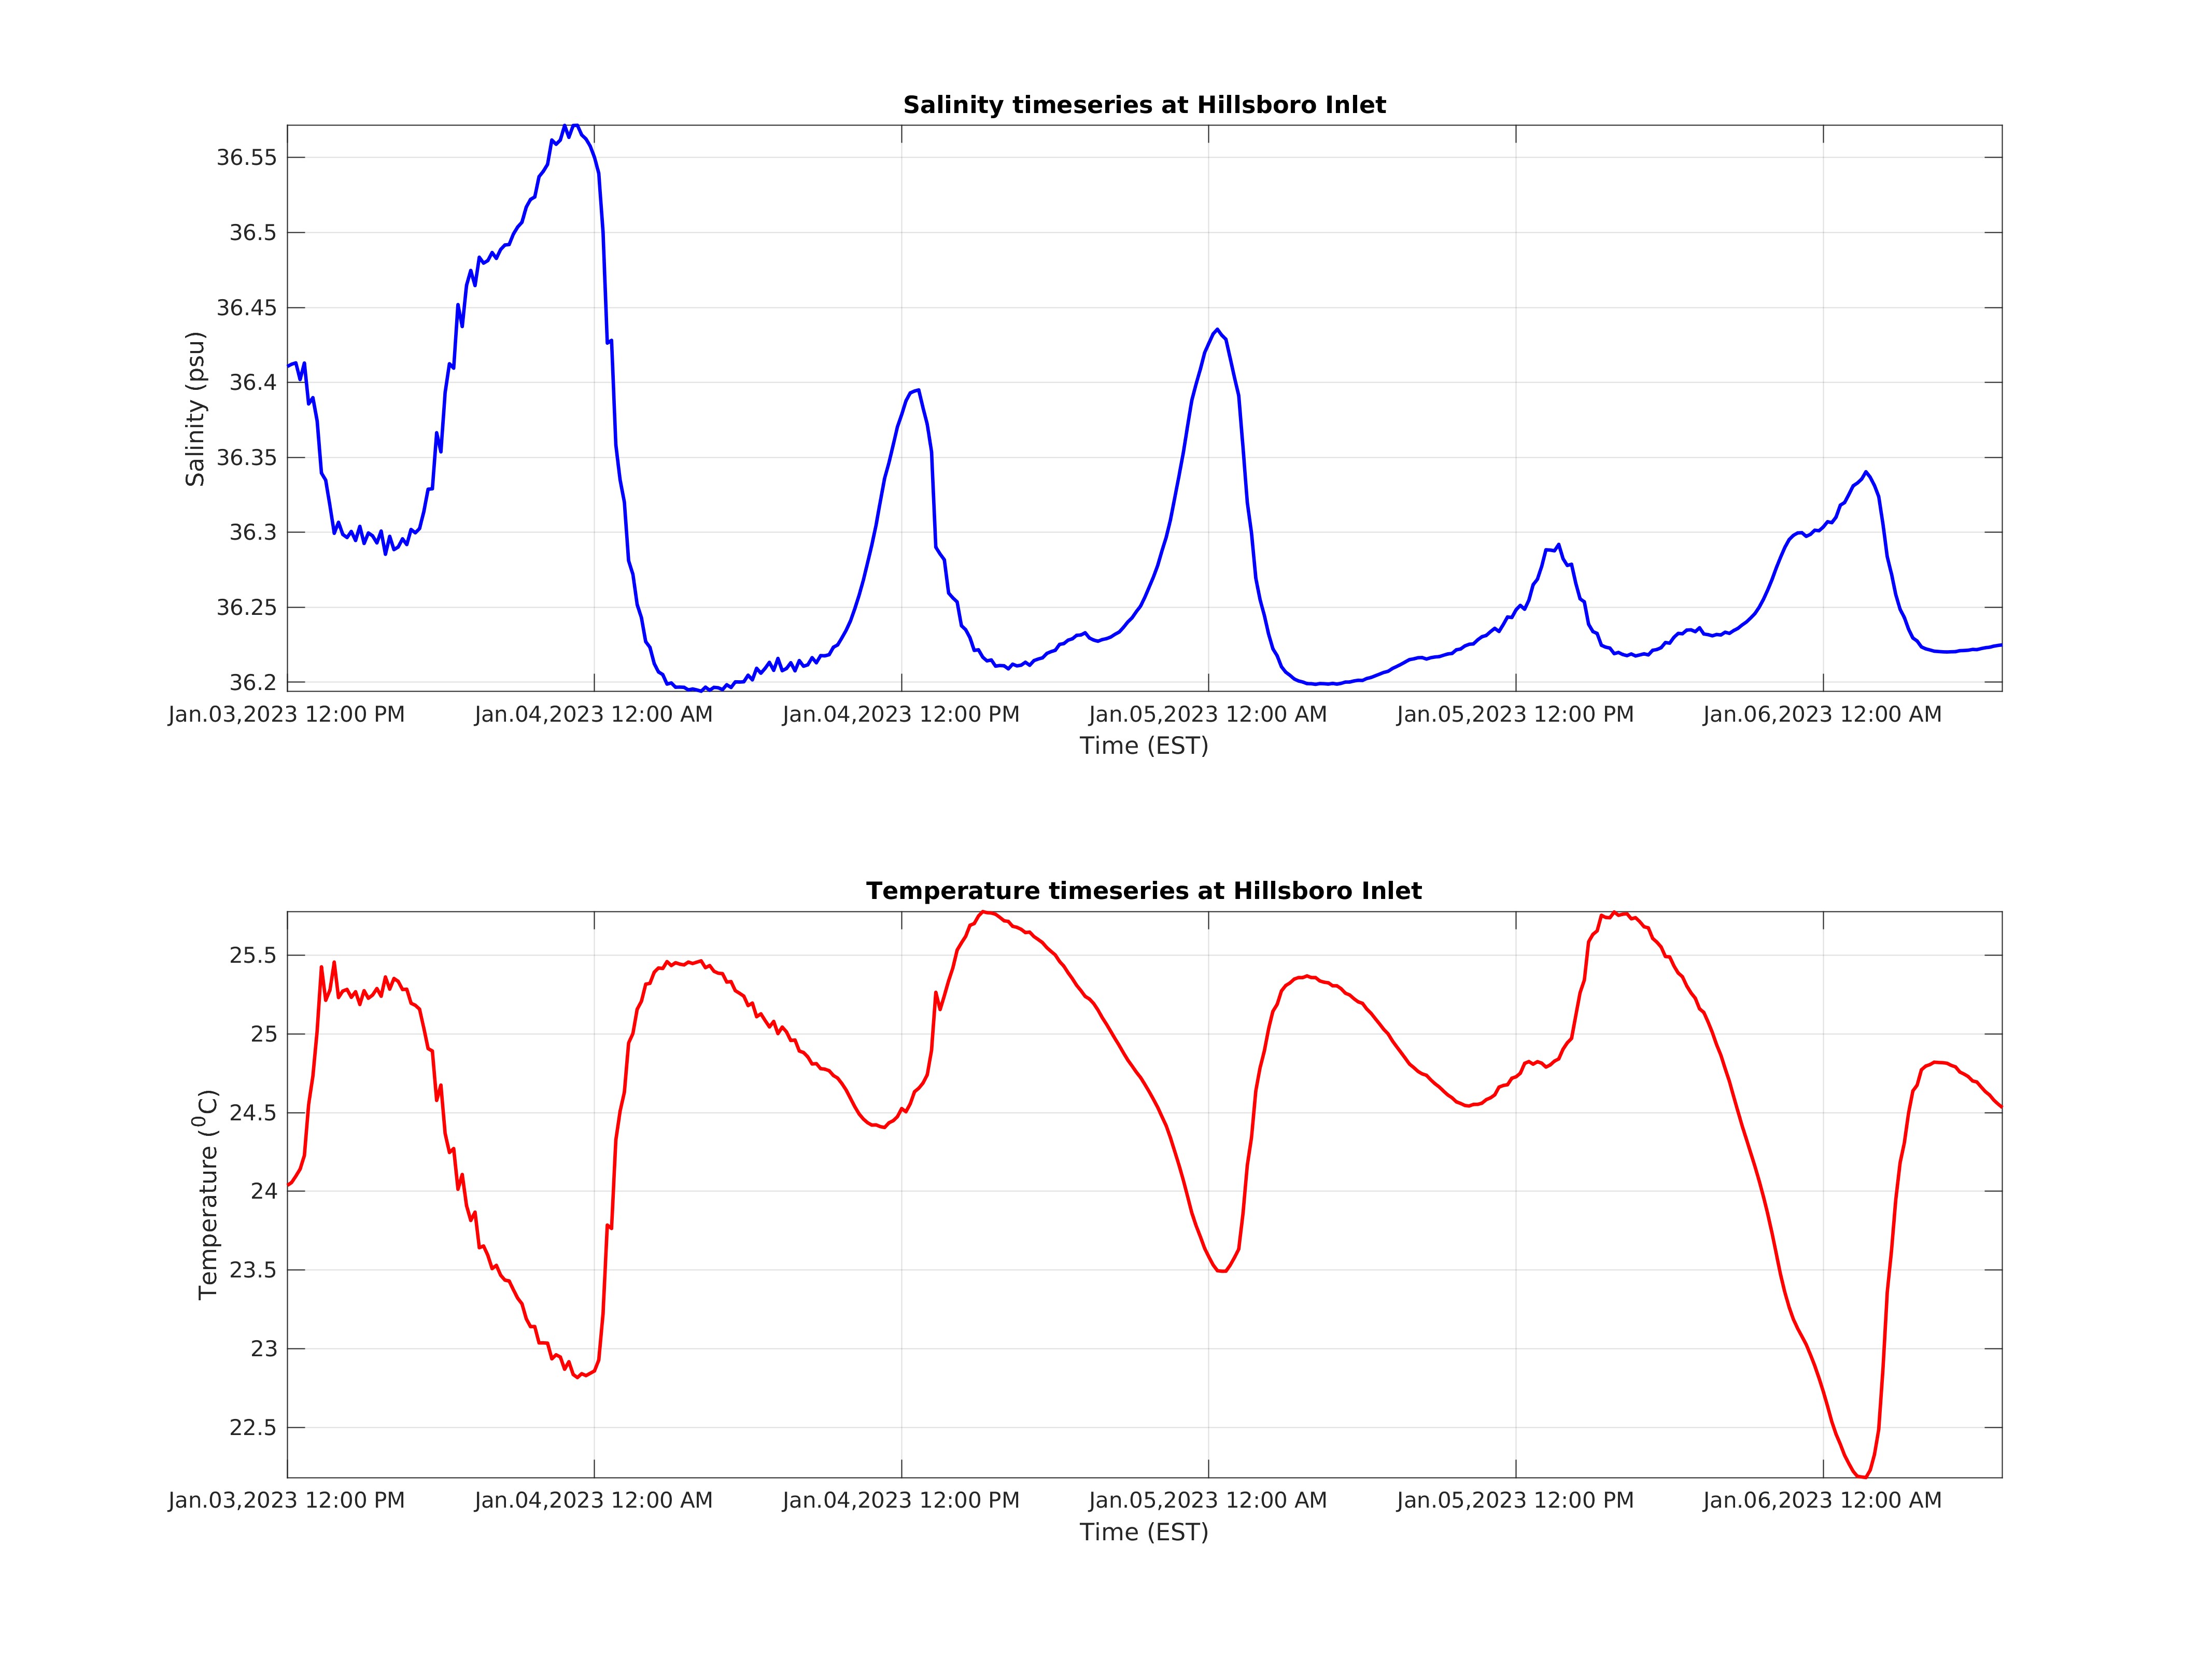 Salinity timeseries at Hillsboro Inlet
36.55
36.5
36.45
36.4
36.35
36.3
36.25
36.2
Salinity (psu)
Jan.03,2023 12:00 PM Jan.04,2023 12:00 AM Jan.04,2023 12:00 PM Jan.05,2023 12:00 AM Jan.05,2023 12:00 PM Jan.06,2023 12:00 AM
Time (EST)
Temperature timeseries at Hillsboro Inlet
25.5
25
24.5
24
23.5
23
22.5
Temperature (⁰C)
Jan.03,2023 12:00 PM Jan.04,2023 12:00 AM Jan.04,2023 12:00 PM Jan.05,2023 12:00 AM Jan.05,2023 12:00 PM Jan.06,2023 12:00 AM
Time (EST)